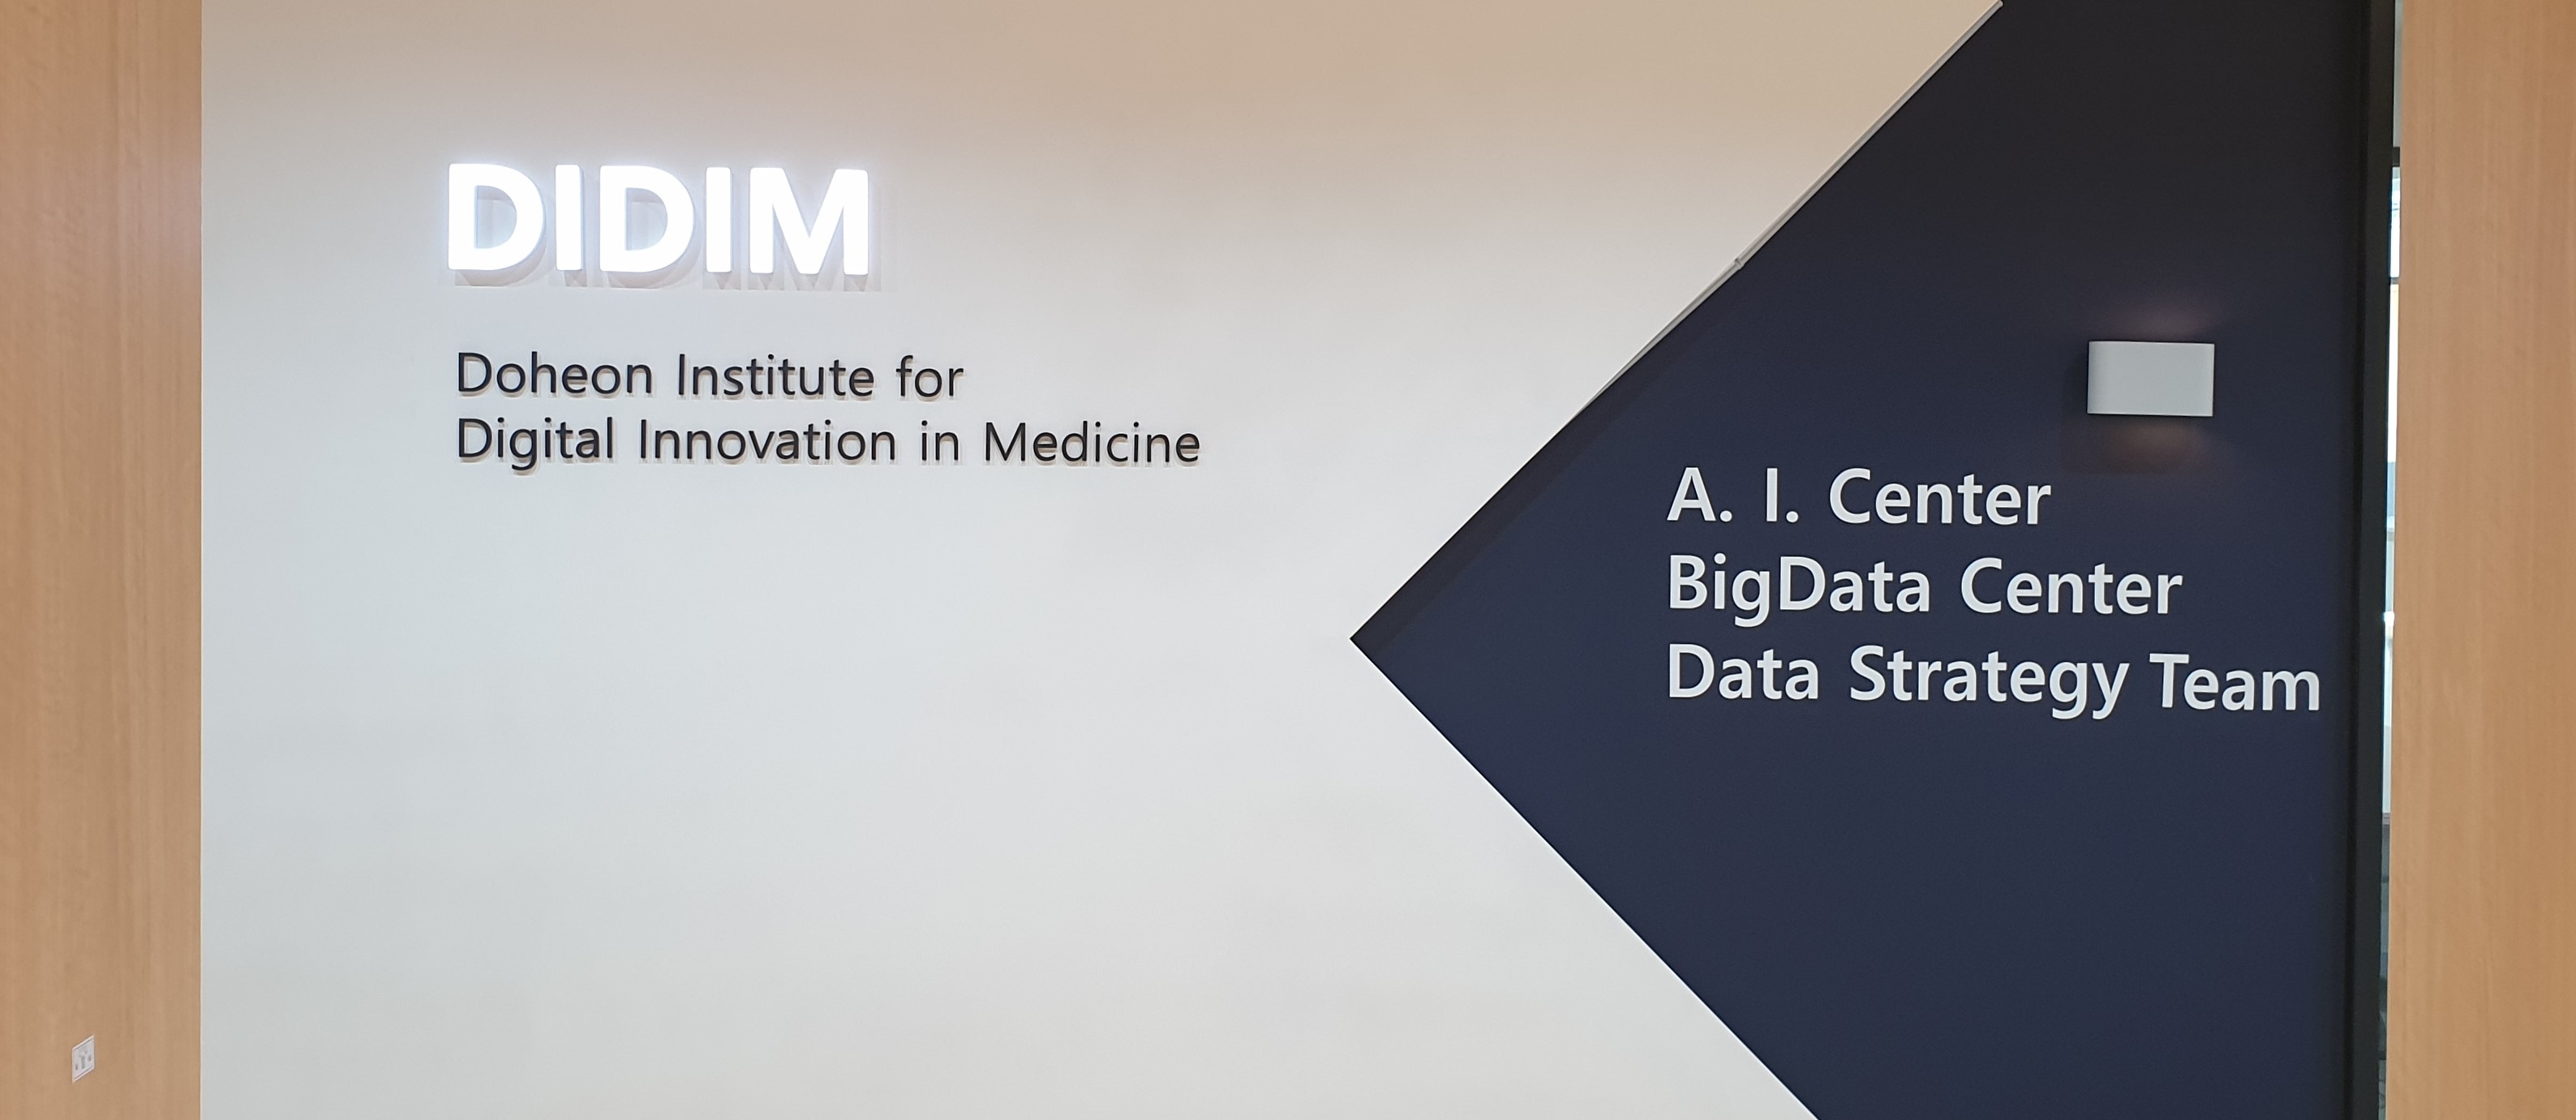 DIDIM
Doheon Institute for
Digital Innovation in Medicine
A. I. Center
BigData Center
Data Strategy Team